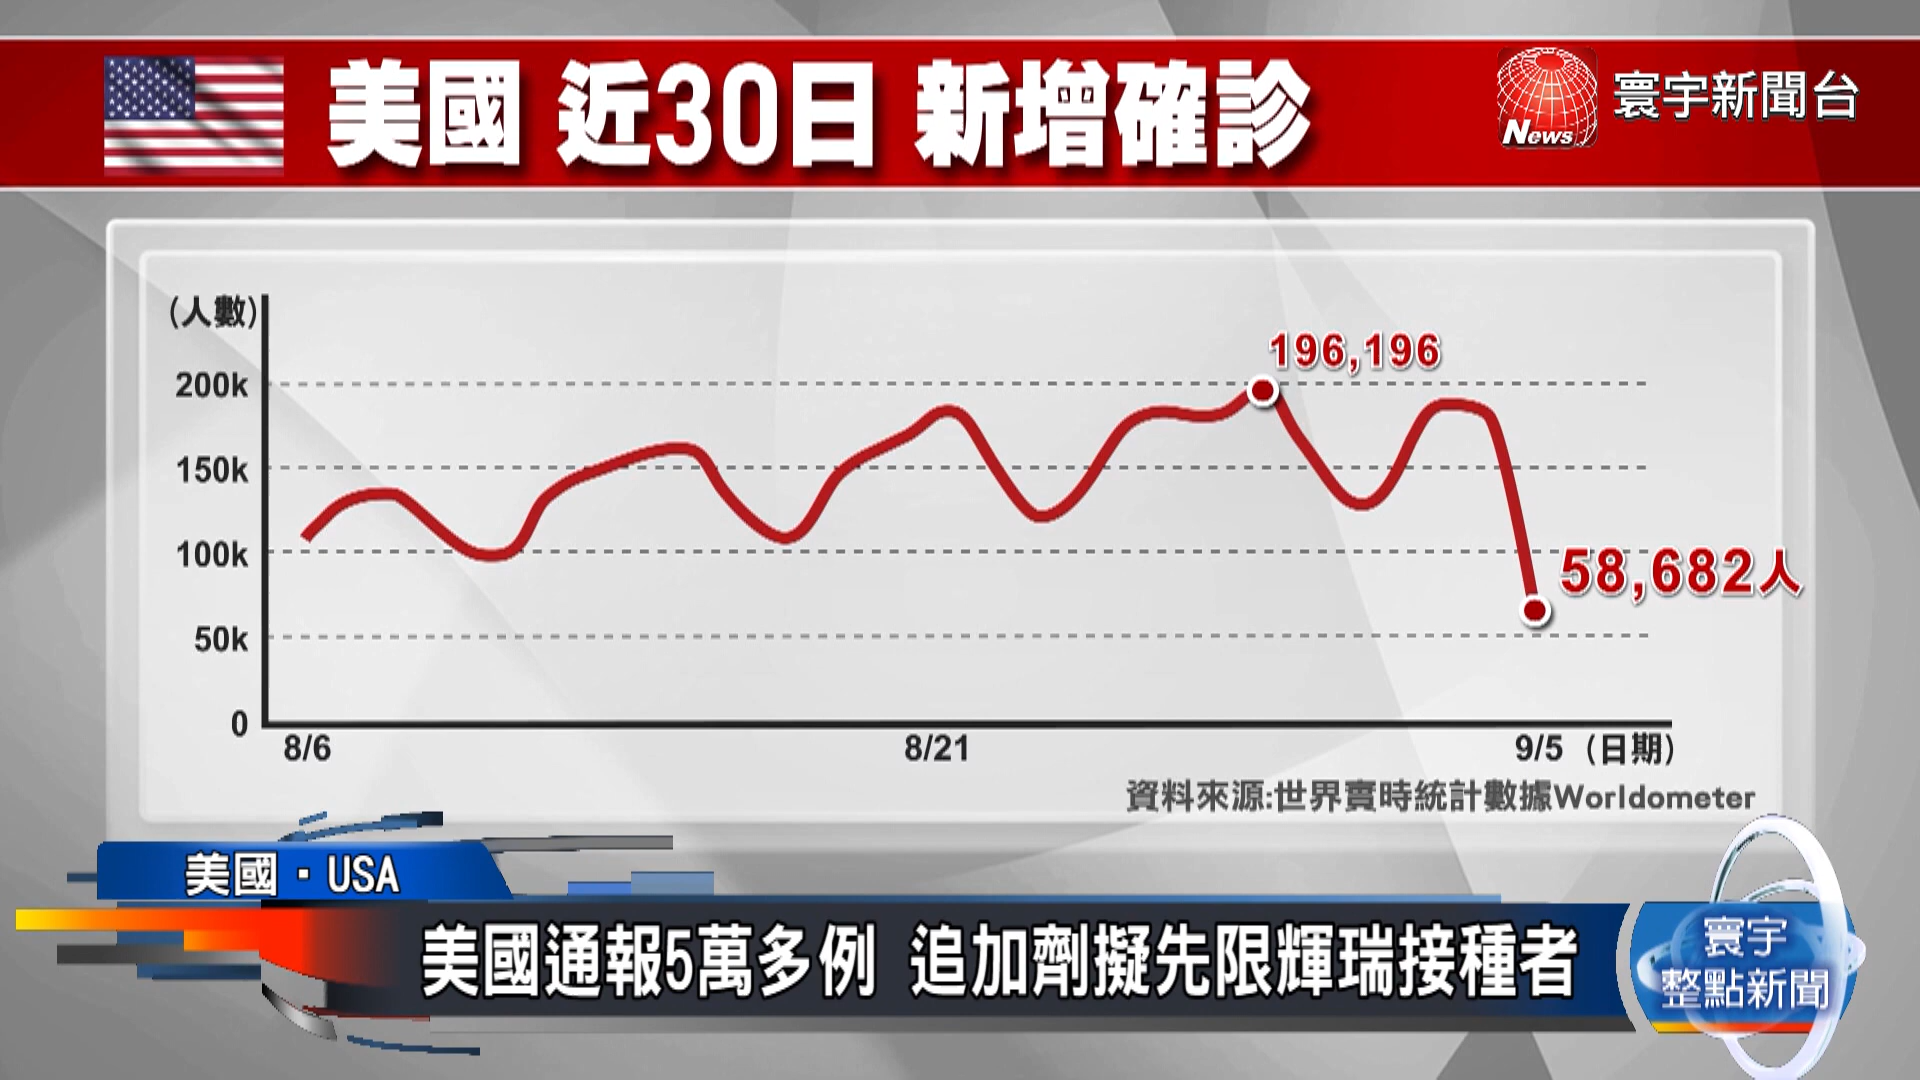 美國 近30日 新增確診
News 寰宇新聞台
(人數)
196,196
200k
150k
100k
58,682人
50k
0
8/6 8/21 9/5 (日期)
資料來源:世界實時統計數據Worldometer
美國·USA
美國通報5萬多例 追加劑擬先限輝瑞接種者
寰宇
整點新聞